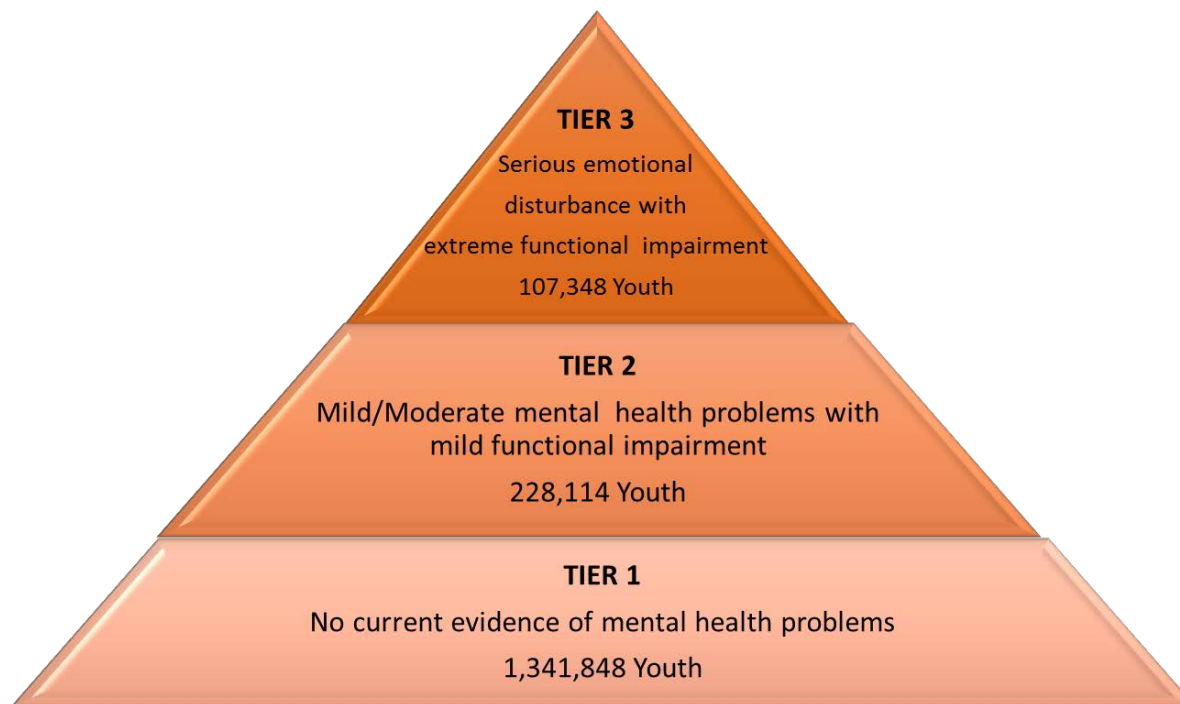 TIER 3
Serious emotional
disturbance with
extreme functional impairment
107,348 Youth
TIER 2
Mild/Moderate mental health problems with
mild functional impairment
228,114 Youth
TIER 1
No current evidence of mental health problems
1,341,848 Youth